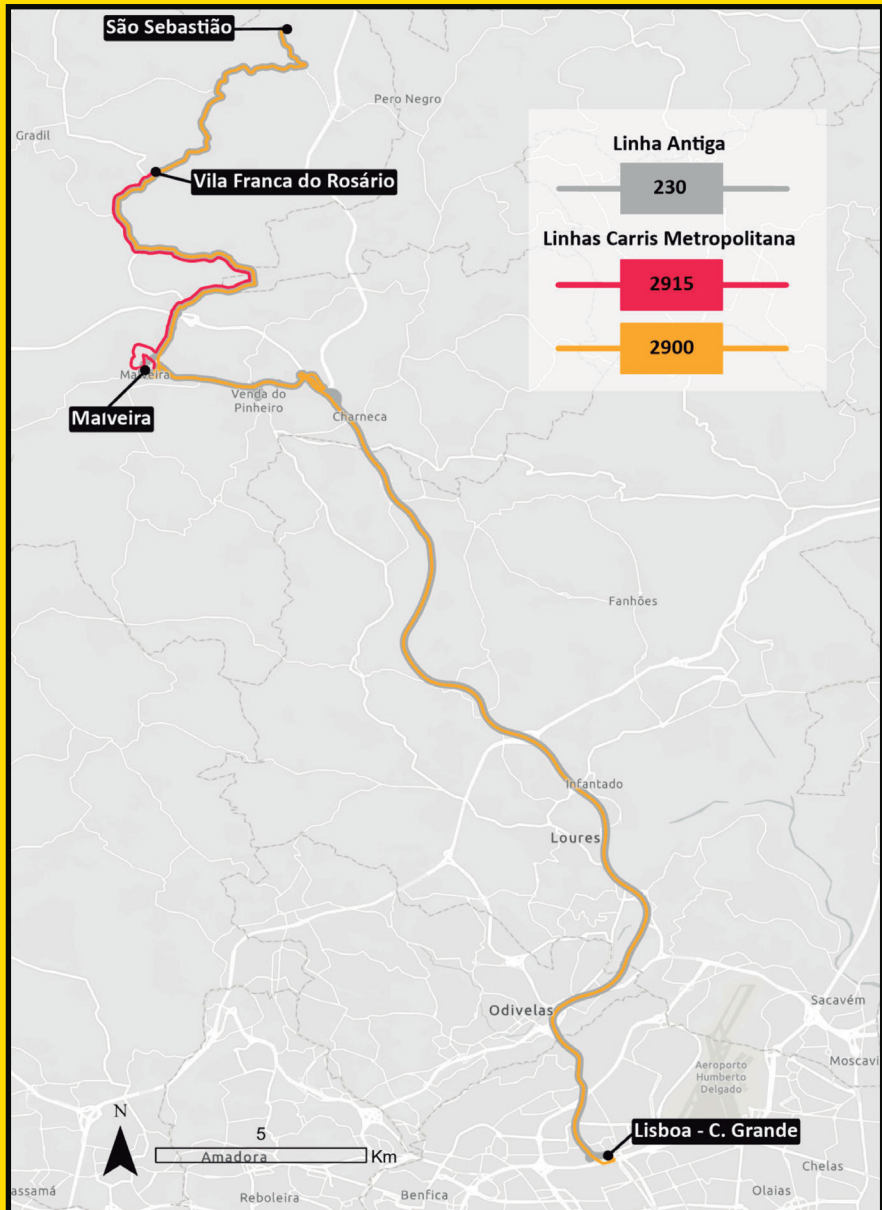 São Sebastião
Pero Negro
Gradil
Linha Antiga
230
Vila Franca do Rosário
Linhas Carris Metropolitana
2915
2900
Malveira
Malveira
Venda do
Pinheiro
Charneca
Fanhões
Infantado
Loures
Odivelas
Sacavém
Moscavi
Aeroporto
Humberto
Delgado
N
5
Km
Lisboa - C. Grande
Amadora
Chelas
assamá
Reboleira
Benfica
Olaias